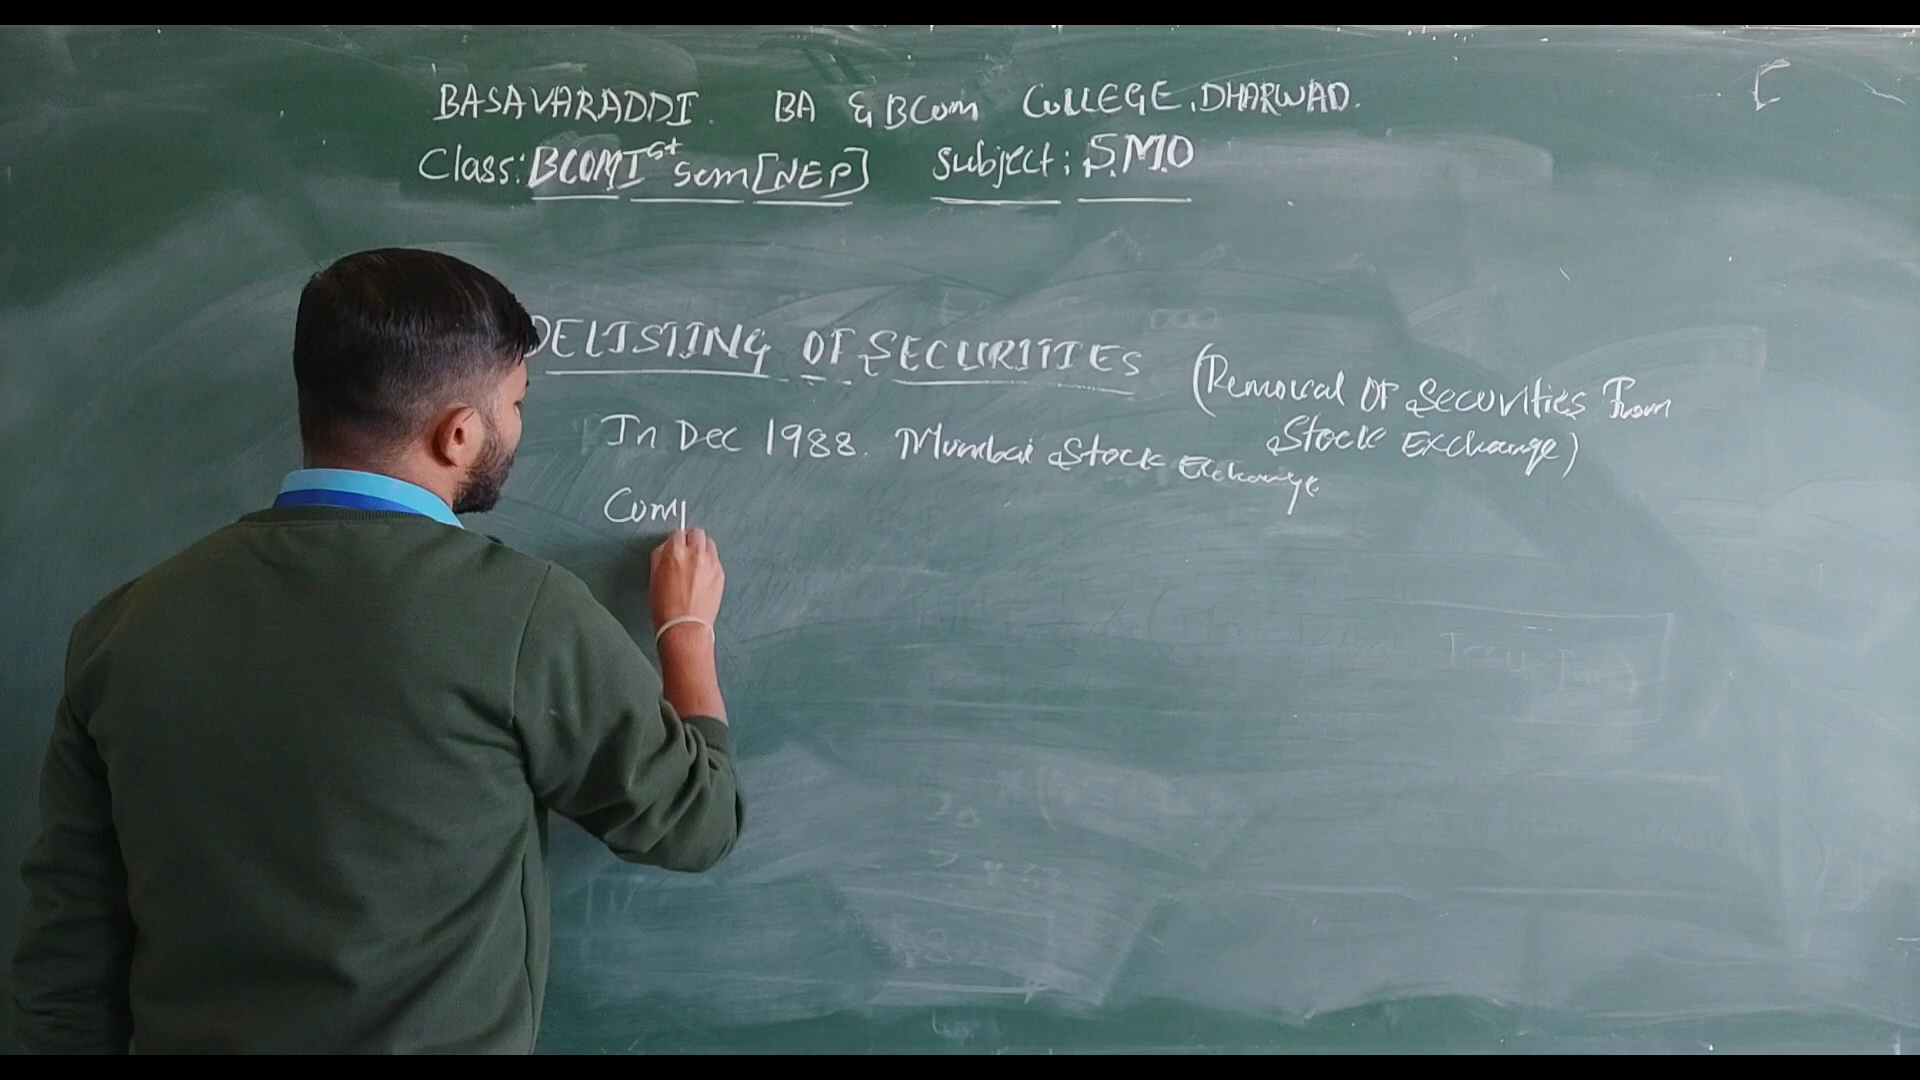 BASAVARADDI. BA & BCom COLLEGE, DHARWAD.
Class: BCOM Ist Sem [NEP] Subject: S.M.O
DELISTING OF SECURITIES (Removal OF Securities From
Stock Exchange)
In Dec 1988. Mumbai Stock Exchange
Com